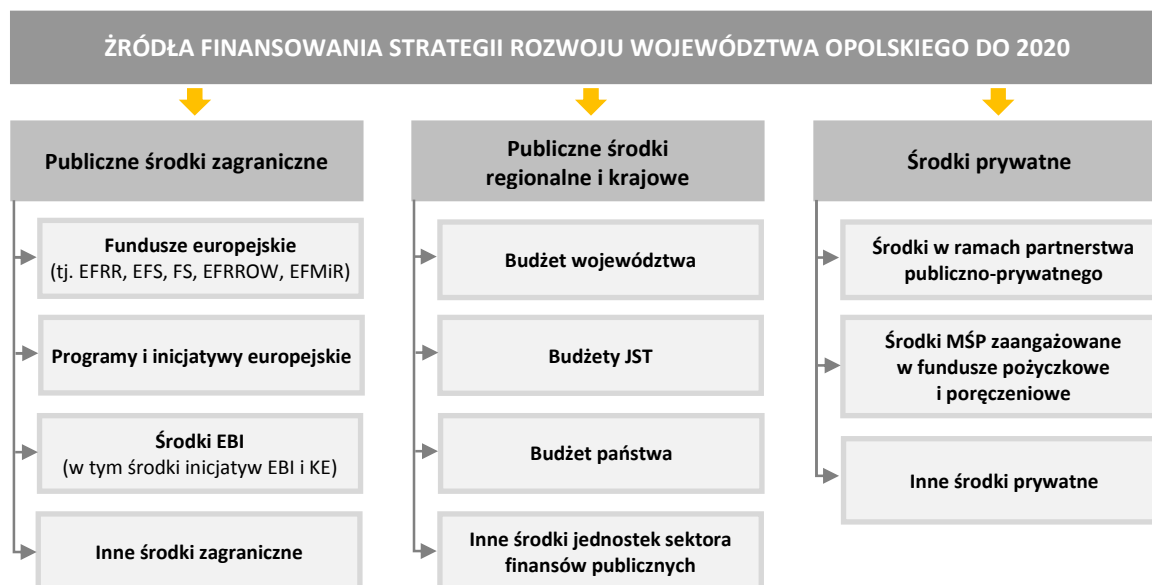 ŻRÓDŁA FINANSOWANIA STRATEGII ROZWOJU WOJEWÓDZTWA OPOLSKIEGO DO 2020
Publiczne środki zagraniczne
Fundusze europejskie
(tj. EFRR, EFS, FS, EFRROW, EFMiR)
Programy i inicjatywy europejskie
Środki EBI
(w tym środki inicjatyw EBI i KE)
Inne środki zagraniczne
Publiczne środki
regionalne i krajowe
Budżet województwa
Budżety JST
Budżet państwa
Inne środki jednostek sektora
finansów publicznych
Środki prywatne
Środki w ramach partnerstwa
publiczno-prywatnego
Środki MŚP zaangażowane
w fundusze pożyczkowe
i poręczeniowe
Inne środki prywatne